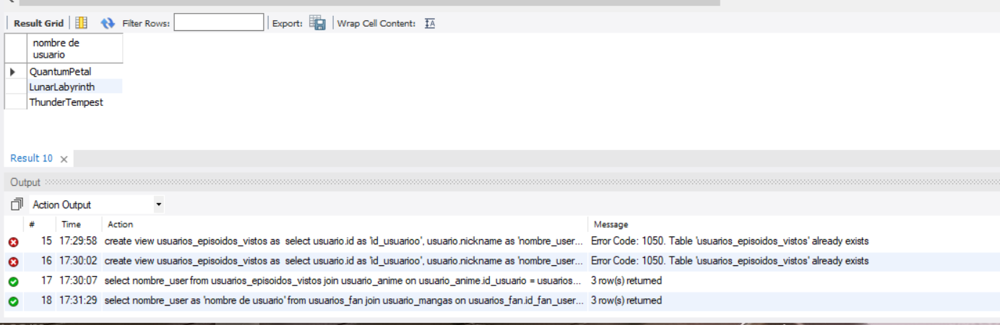 Result Grid Filter Rows: Export: Wrap Cell Content:
nombre de
usuario
QuantumPetal
LunarLabyrinth
ThunderTempest
Result 10
Output
Action Output
# Time Action Message
15 17:29:58 create view usuarios_episoidos_vistos as select usuario.id as 'id_usuarioo', usuario.nickname as 'nombre_user... Error Code: 1050. Table 'usuarios_episoidos_vistos' already exists
16 17:30:02 create view usuarios_episoidos_vistos as select usuario.id as 'id_usuarioo', usuario.nickname as 'nombre_user... Error Code: 1050. Table 'usuarios_episoidos_vistos' already exists
17 17:30:07 select nombre_user from usuarios_episoidos_vistos join usuario_anime on usuario_anime.id_usuario = usuarios... 3 row(s) returned
18 17:31:29 select nombre_user as 'nombre de usuario' from usuarios_fan join usuario_mangas on usuarios_fan.id_fan_user... 3 row(s) returned